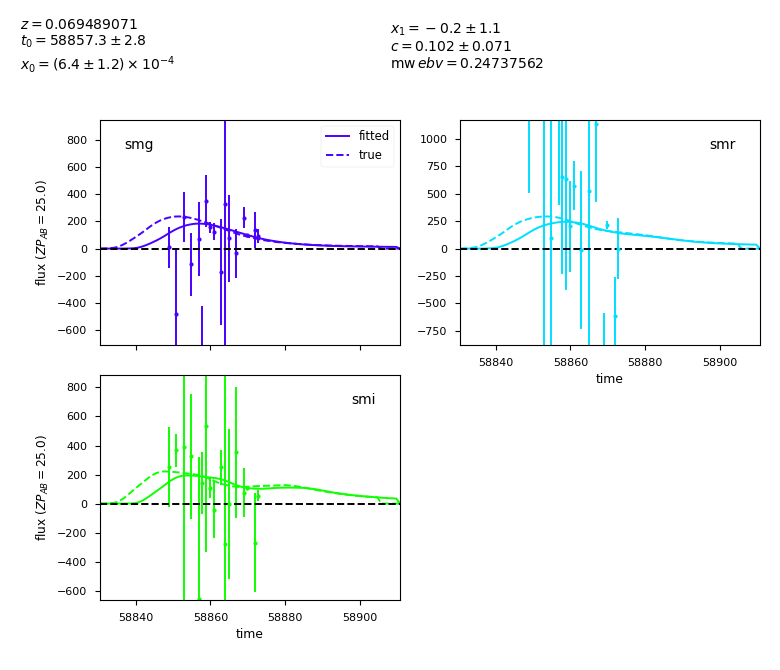 z = 0.069489071
t₀ = 58857.3 ± 2.8
x₀ = (6.4 ± 1.2) × 10⁻⁴
x₁ = −0.2 ± 1.1
c = 0.102 ± 0.071
mw ebv = 0.24737562
smg
fitted
true
800
600
400
200
0
−200
−400
−600
flux (ZP_AB = 25.0)
smr
1000
750
500
250
0
−250
−500
−750
58840 58860 58880 58900
time
smi
800
600
400
200
0
−200
−400
−600
flux (ZP_AB = 25.0)
58840 58860 58880 58900
time